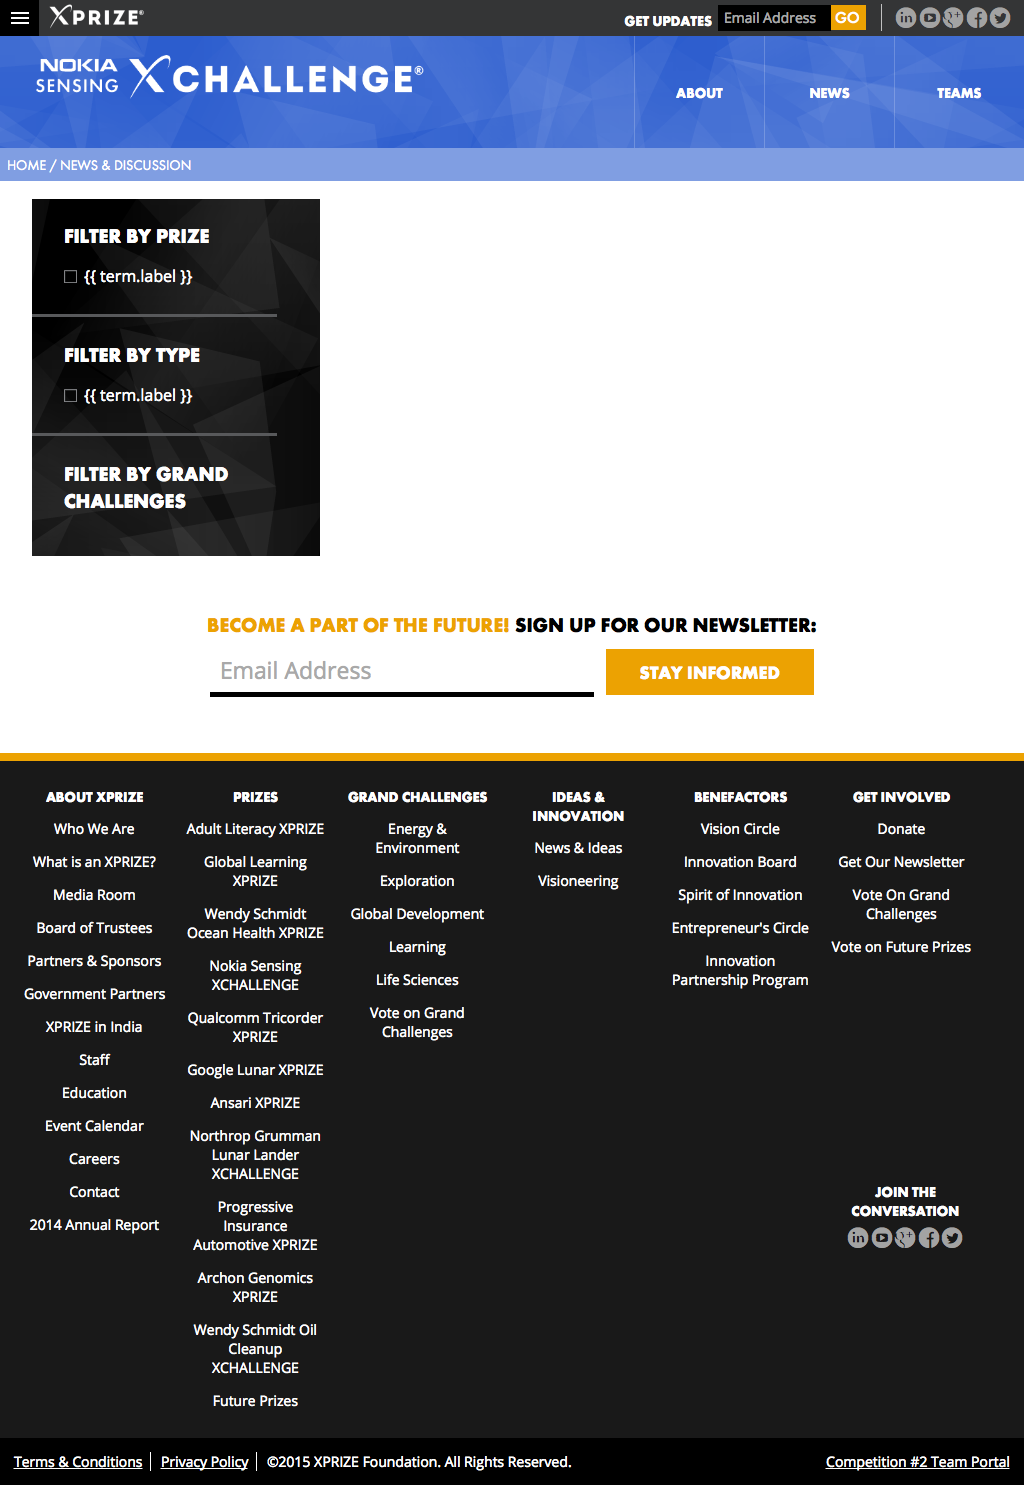 XPRIZE®
GET UPDATES
Email Address
GO
NOKIA
SENSING
XCHALLENGE®
ABOUT
NEWS
TEAMS
HOME / NEWS & DISCUSSION
FILTER BY PRIZE
{{ term.label }}
FILTER BY TYPE
{{ term.label }}
FILTER BY GRAND
CHALLENGES
BECOME A PART OF THE FUTURE! SIGN UP FOR OUR NEWSLETTER:
Email Address
STAY INFORMED
ABOUT XPRIZE
Who We Are
What is an XPRIZE?
Media Room
Board of Trustees
Partners & Sponsors
Government Partners
XPRIZE in India
Staff
Education
Event Calendar
Careers
Contact
2014 Annual Report
PRIZES
Adult Literacy XPRIZE
Global Learning
XPRIZE
Wendy Schmidt
Ocean Health XPRIZE
Nokia Sensing
XCHALLENGE
Qualcomm Tricorder
XPRIZE
Google Lunar XPRIZE
Ansari XPRIZE
Northrop Grumman
Lunar Lander
XCHALLENGE
Progressive
Insurance
Automotive XPRIZE
Archon Genomics
XPRIZE
Wendy Schmidt Oil
Cleanup
XCHALLENGE
Future Prizes
GRAND CHALLENGES
Energy &
Environment
Exploration
Global Development
Learning
Life Sciences
Vote on Grand
Challenges
IDEAS &
INNOVATION
News & Ideas
Visioneering
BENEFACTORS
Vision Circle
Innovation Board
Spirit of Innovation
Entrepreneur's Circle
Innovation
Partnership Program
GET INVOLVED
Donate
Get Our Newsletter
Vote On Grand
Challenges
Vote on Future Prizes
JOIN THE
CONVERSATION
Terms & Conditions
Privacy Policy
©2015 XPRIZE Foundation. All Rights Reserved.
Competition #2 Team Portal